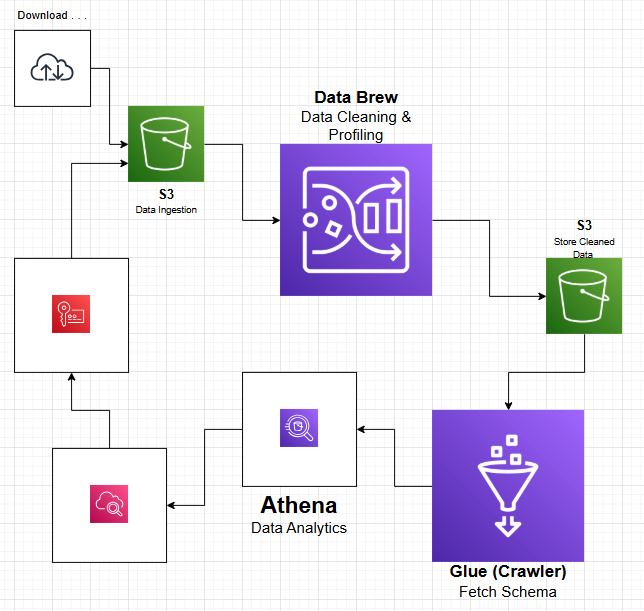 Download . . .
Data Brew
Data Cleaning &
Profiling
S3
Data Ingestion
S3
Store Cleaned
Data
Athena
Data Analytics
Glue (Crawler)
Fetch Schema